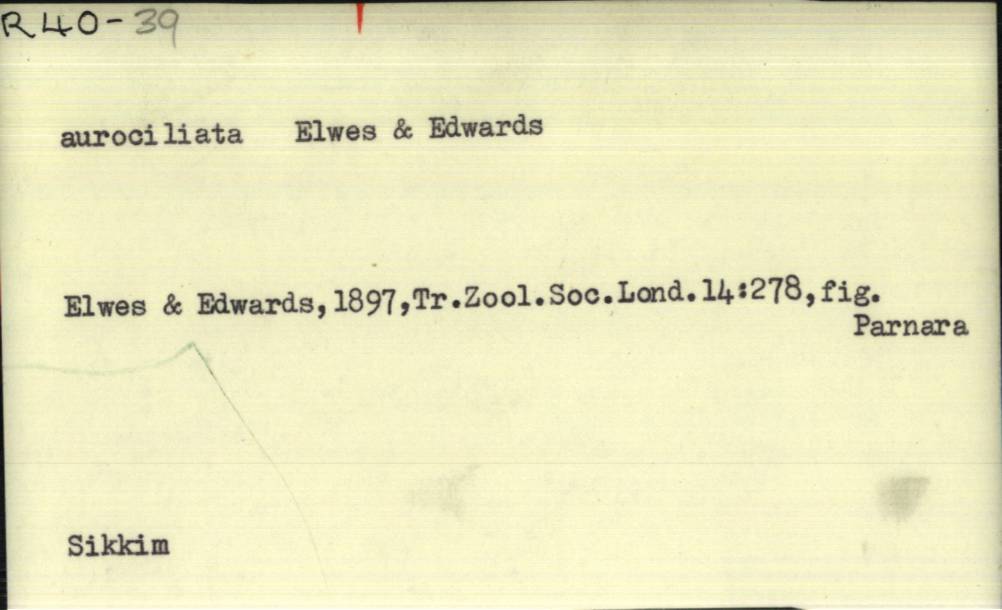 R40-39
aurociliata Elwes & Edwards
Elwes & Edwards,1897,Tr.Zool.Soc.Lond.14:278,fig.
Parnara
Sikkim